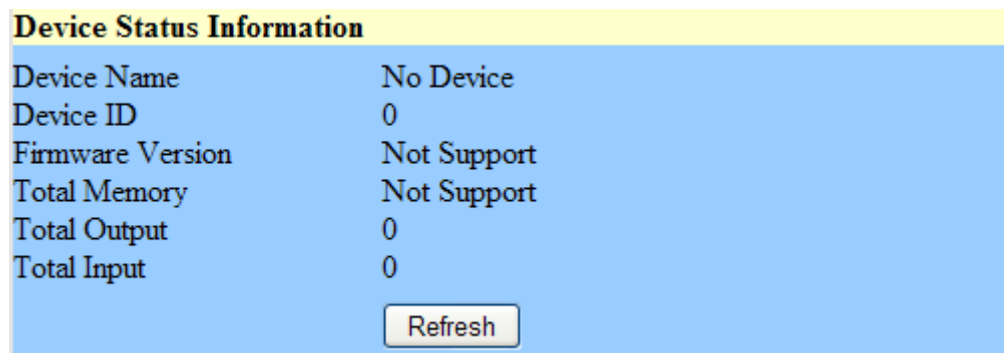 Device Status Information
Device Name No Device
Device ID 0
Firmware Version Not Support
Total Memory Not Support
Total Output 0
Total Input 0
Refresh